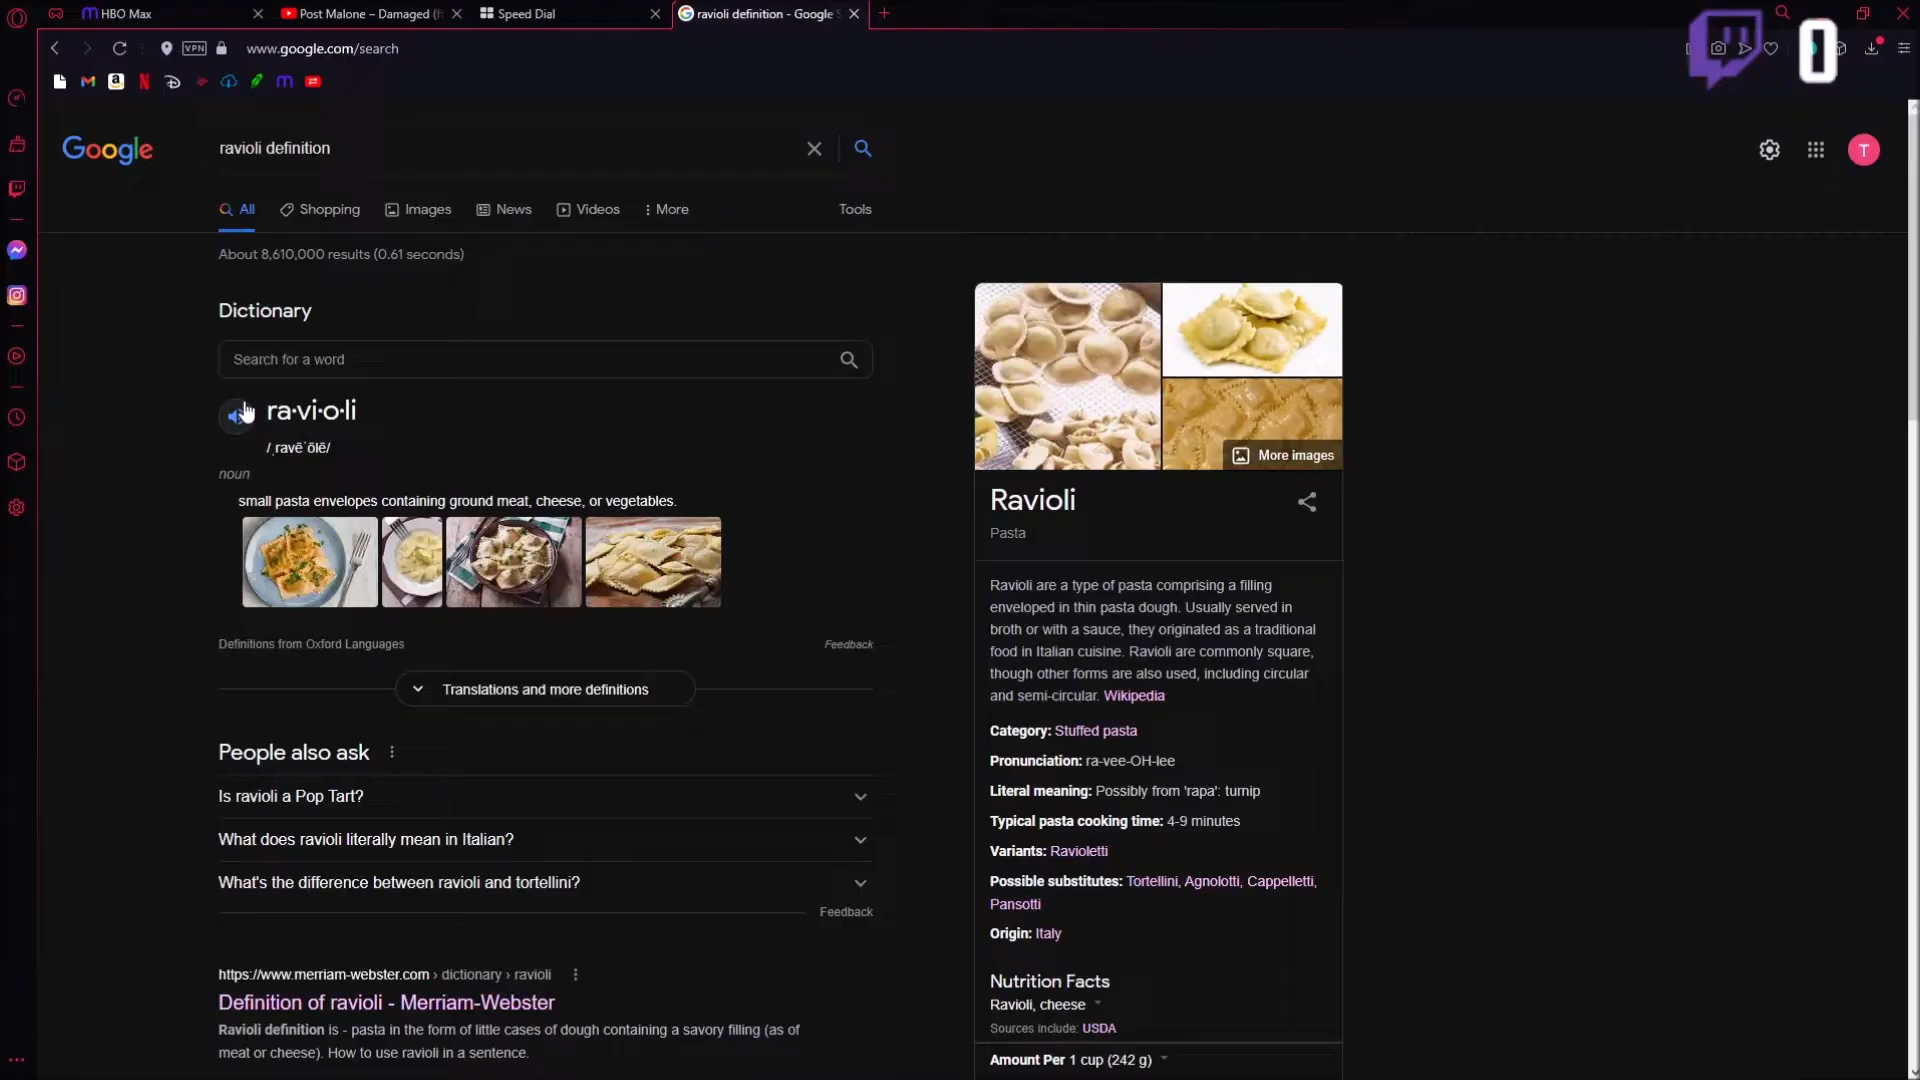 HBO Max
Post Malone – Damaged (f
Speed Dial
ravioli definition - Google S
VPN
www.google.com/search
0
Google
ravioli definition
T
All
Shopping
Images
News
Videos
More
Tools
About 8,610,000 results (0.61 seconds)
Dictionary
Search for a word
ra·vi·o·li
/ˌravēˈōlē/
noun
small pasta envelopes containing ground meat, cheese, or vegetables.
Definitions from Oxford Languages
Feedback
Translations and more definitions
People also ask
Is ravioli a Pop Tart?
What does ravioli literally mean in Italian?
What's the difference between ravioli and tortellini?
Feedback
https://www.merriam-webster.com › dictionary › ravioli
Definition of ravioli - Merriam-Webster
Ravioli definition is - pasta in the form of little cases of dough containing a savory filling (as of
meat or cheese). How to use ravioli in a sentence.
More images
Ravioli
Pasta
Ravioli are a type of pasta comprising a filling
enveloped in thin pasta dough. Usually served in
broth or with a sauce, they originated as a traditional
food in Italian cuisine. Ravioli are commonly square,
though other forms are also used, including circular
and semi-circular. Wikipedia
Category: Stuffed pasta
Pronunciation: ra-vee-OH-lee
Literal meaning: Possibly from 'rapa': turnip
Typical pasta cooking time: 4-9 minutes
Variants: Ravioletti
Possible substitutes: Tortellini, Agnolotti, Cappelletti,
Pansotti
Origin: Italy
Nutrition Facts
Ravioli, cheese
Sources include: USDA
Amount Per 1 cup (242 g)